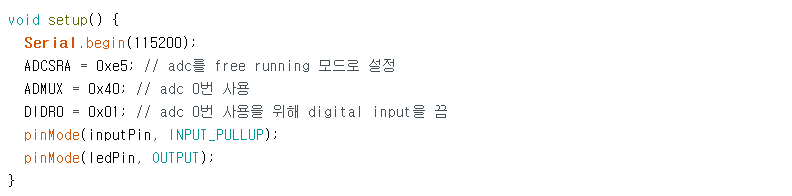 void setup() {
Serial.begin(115200);
ADCSRA = 0xe5; // adc를 free running 모드로 설정
ADMUX = 0x40; // adc 0번 사용
DIDR0 = 0x01; // adc 0번 사용을 위해 digital input을 끔
pinMode(inputPin, INPUT_PULLUP);
pinMode(ledPin, OUTPUT);
}